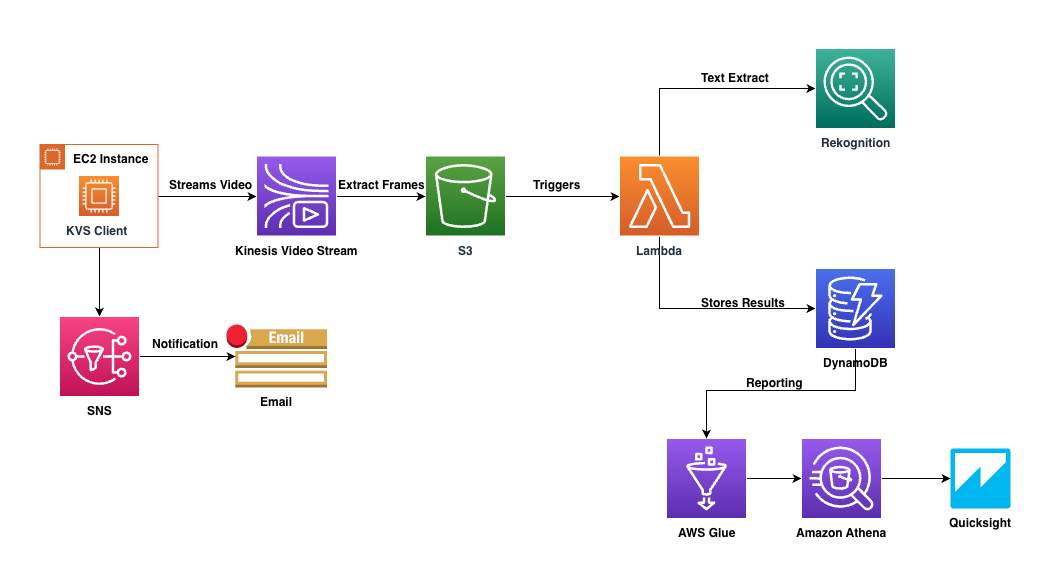 Text Extract
Rekognition
EC2 Instance
KVS Client
Streams Video
Extract Frames
Triggers
Kinesis Video Stream
S3
Lambda
Stores Results
DynamoDB
Notification
Email
SNS
Email
Reporting
AWS Glue
Amazon Athena
Quicksight